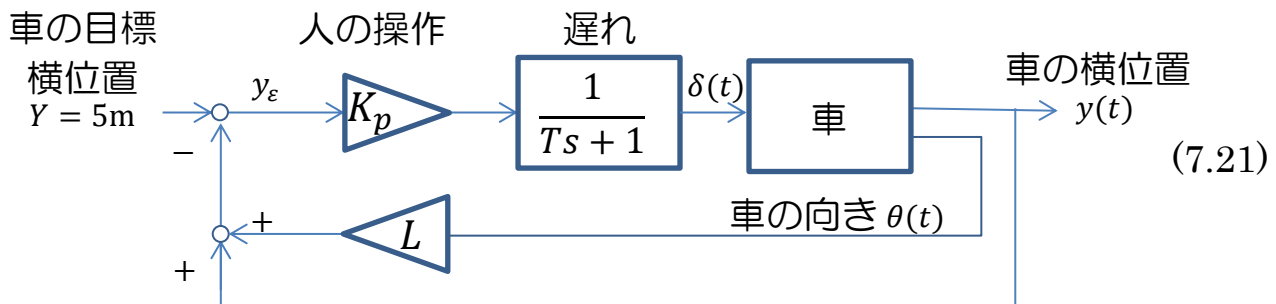 車の目標
横位置
Y = 5m
人の操作
遅れ
車の横位置
y(t)
y_ε
K_p
1
Ts + 1
δ(t)
車
−
(7.21)
+
L
車の向き θ(t)
+